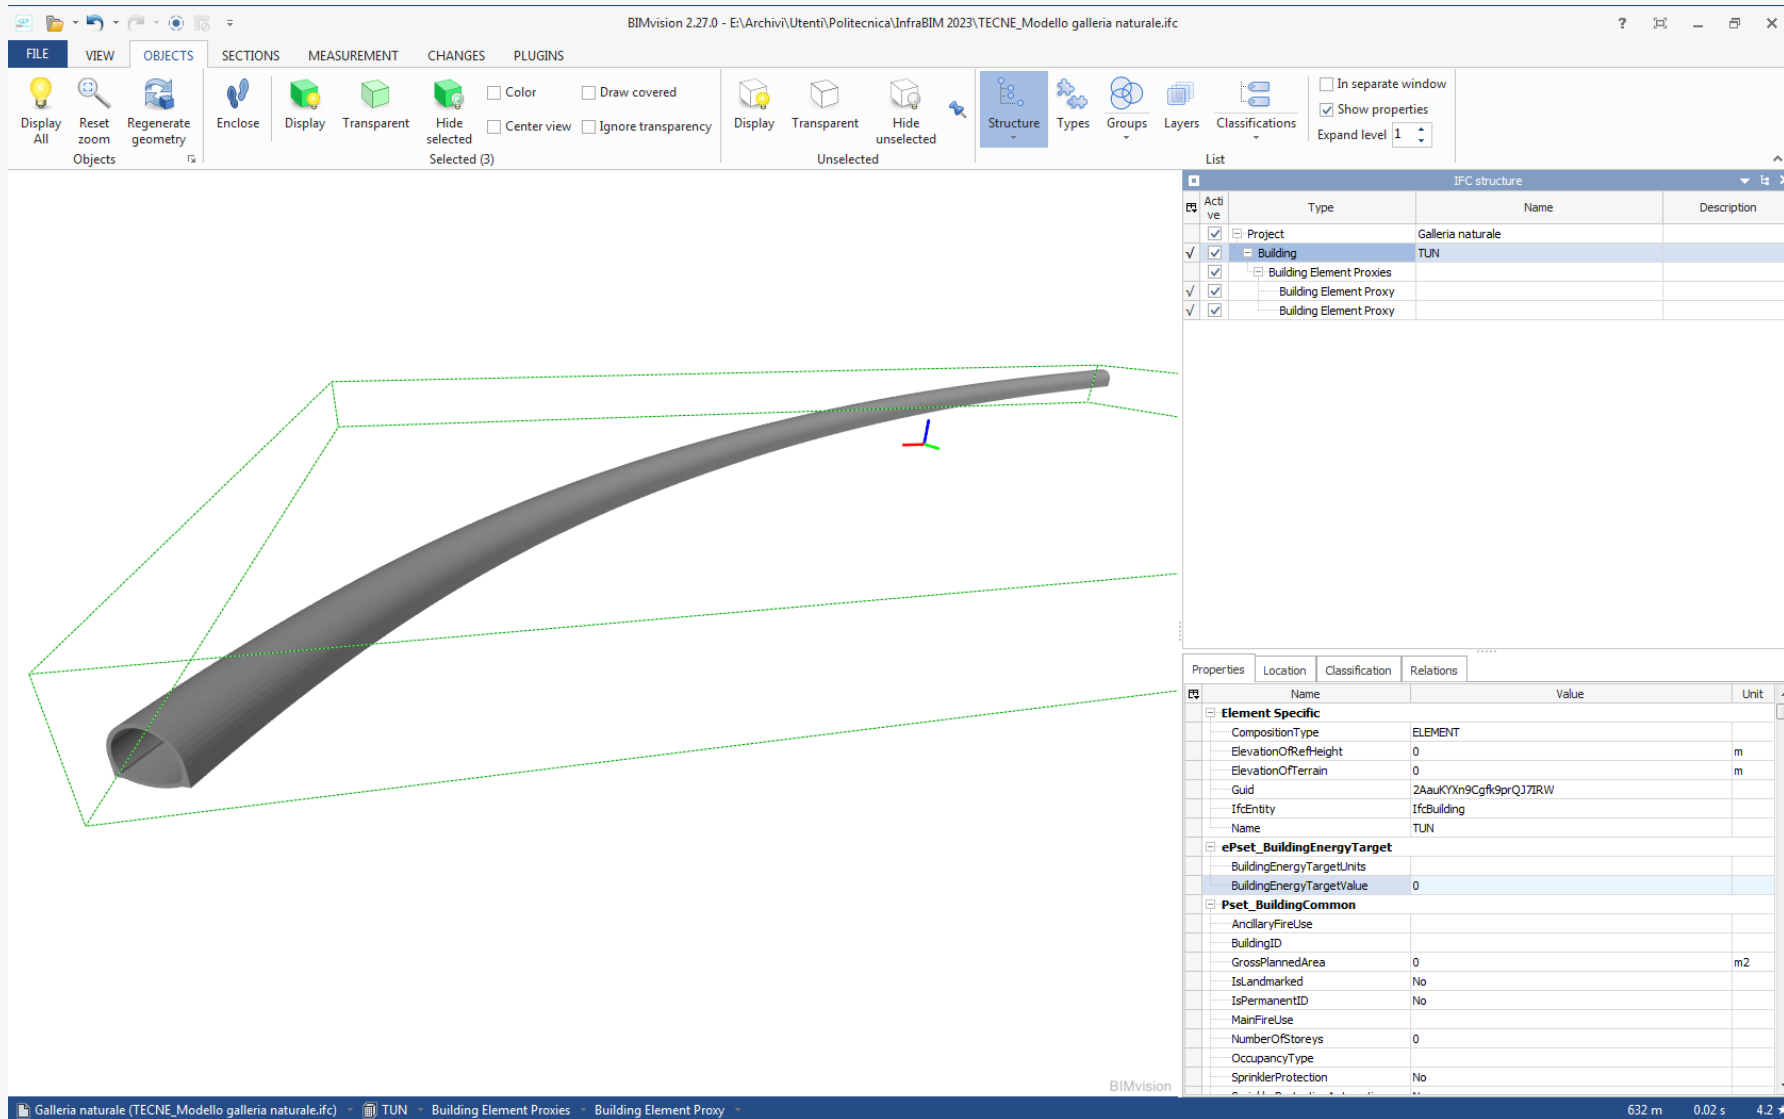 BIMvision 2.27.0 - E:\Archivi\Utenti\Politecnica\InfraBIM 2023\TECNE_Modello galleria naturale.ifc
FILE VIEW OBJECTS SECTIONS MEASUREMENT CHANGES PLUGINS
Display All
Reset zoom
Regenerate geometry
Objects
Enclose
Display
Transparent
Hide selected
Color
Center view
Draw covered
Ignore transparency
Selected (3)
Display
Transparent
Hide unselected
Unselected
Structure
Types
Groups
Layers
Classifications
In separate window
Show properties
Expand level 1
List
IFC structure
Active Type Name Description
Project Galleria naturale
Building TUN
Building Element Proxies
Building Element Proxy
Building Element Proxy
Properties Location Classification Relations
Name Value Unit
Element Specific
CompositionType ELEMENT
ElevationOfRefHeight 0 m
ElevationOfTerrain 0 m
Guid 2AauKYXn9Cgfk9prQJ7IRW
IfcEntity IfcBuilding
Name TUN
ePset_BuildingEnergyTarget
BuildingEnergyTargetUnits
BuildingEnergyTargetValue 0
Pset_BuildingCommon
AncillaryFireUse
BuildingID
GrossPlannedArea 0 m2
IsLandmarked No
IsPermanentID No
MainFireUse
NumberOfStoreys 0
OccupancyType
SprinklerProtection No
BIMvision
Galleria naturale (TECNE_Modello galleria naturale.ifc) TUN Building Element Proxies Building Element Proxy 632 m 0.02 s 4.2